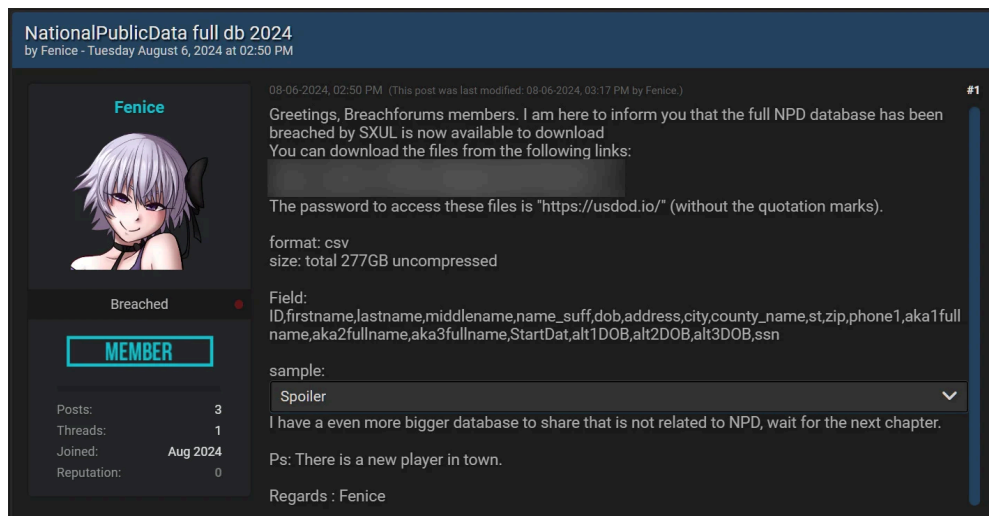 NationalPublicData full db 2024
by Fenice - Tuesday August 6, 2024 at 02:50 PM
Fenice
Breached
MEMBER
Posts: 3
Threads: 1
Joined: Aug 2024
Reputation: 0
08-06-2024, 02:50 PM (This post was last modified: 08-06-2024, 03:17 PM by Fenice.) #1
Greetings, Breachforums members. I am here to inform you that the full NPD database has been
breached by SXUL is now available to download
You can download the files from the following links:
The password to access these files is "https://usdod.io/" (without the quotation marks).
format: csv
size: total 277GB uncompressed
Field:
ID,firstname,lastname,middlename,name_suff,dob,address,city,county_name,st,zip,phone1,aka1full
name,aka2fullname,aka3fullname,StartDat,alt1DOB,alt2DOB,alt3DOB,ssn
sample:
Spoiler
I have a even more bigger database to share that is not related to NPD, wait for the next chapter.
Ps: There is a new player in town.
Regards : Fenice